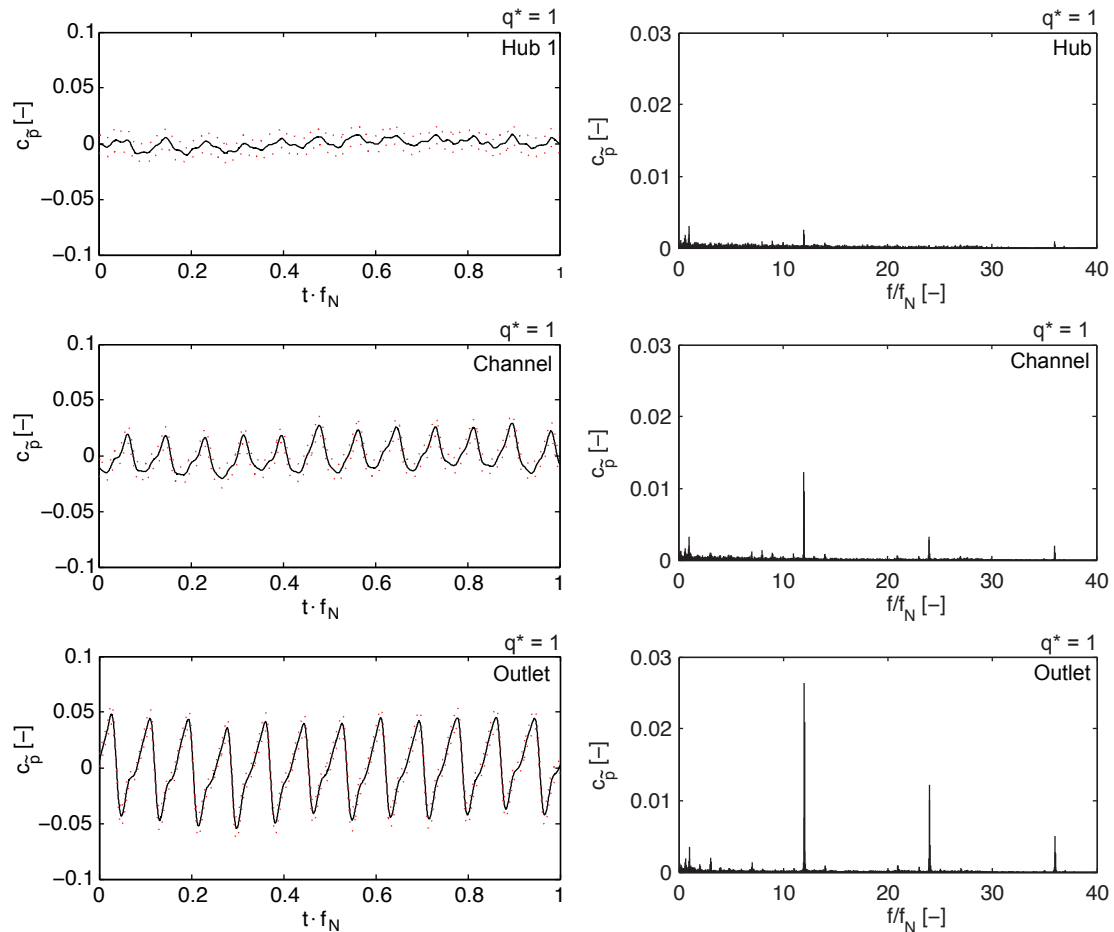 q* = 1
Hub 1
0.1
0.05
0
−0.05
−0.1
c_p̃ [−]
0 0.2 0.4 0.6 0.8 1
t · f_N
q* = 1
Hub
0.03
0.02
0.01
0
c_p̃ [−]
0 10 20 30 40
f/f_N [−]
q* = 1
Channel
0.1
0.05
0
−0.05
−0.1
c_p̃ [−]
0 0.2 0.4 0.6 0.8 1
t · f_N
q* = 1
Channel
0.03
0.02
0.01
0
c_p̃ [−]
0 10 20 30 40
f/f_N [−]
q* = 1
Outlet
0.1
0.05
0
−0.05
−0.1
c_p̃ [−]
0 0.2 0.4 0.6 0.8 1
t · f_N
q* = 1
Outlet
0.03
0.02
0.01
0
c_p̃ [−]
0 10 20 30 40
f/f_N [−]